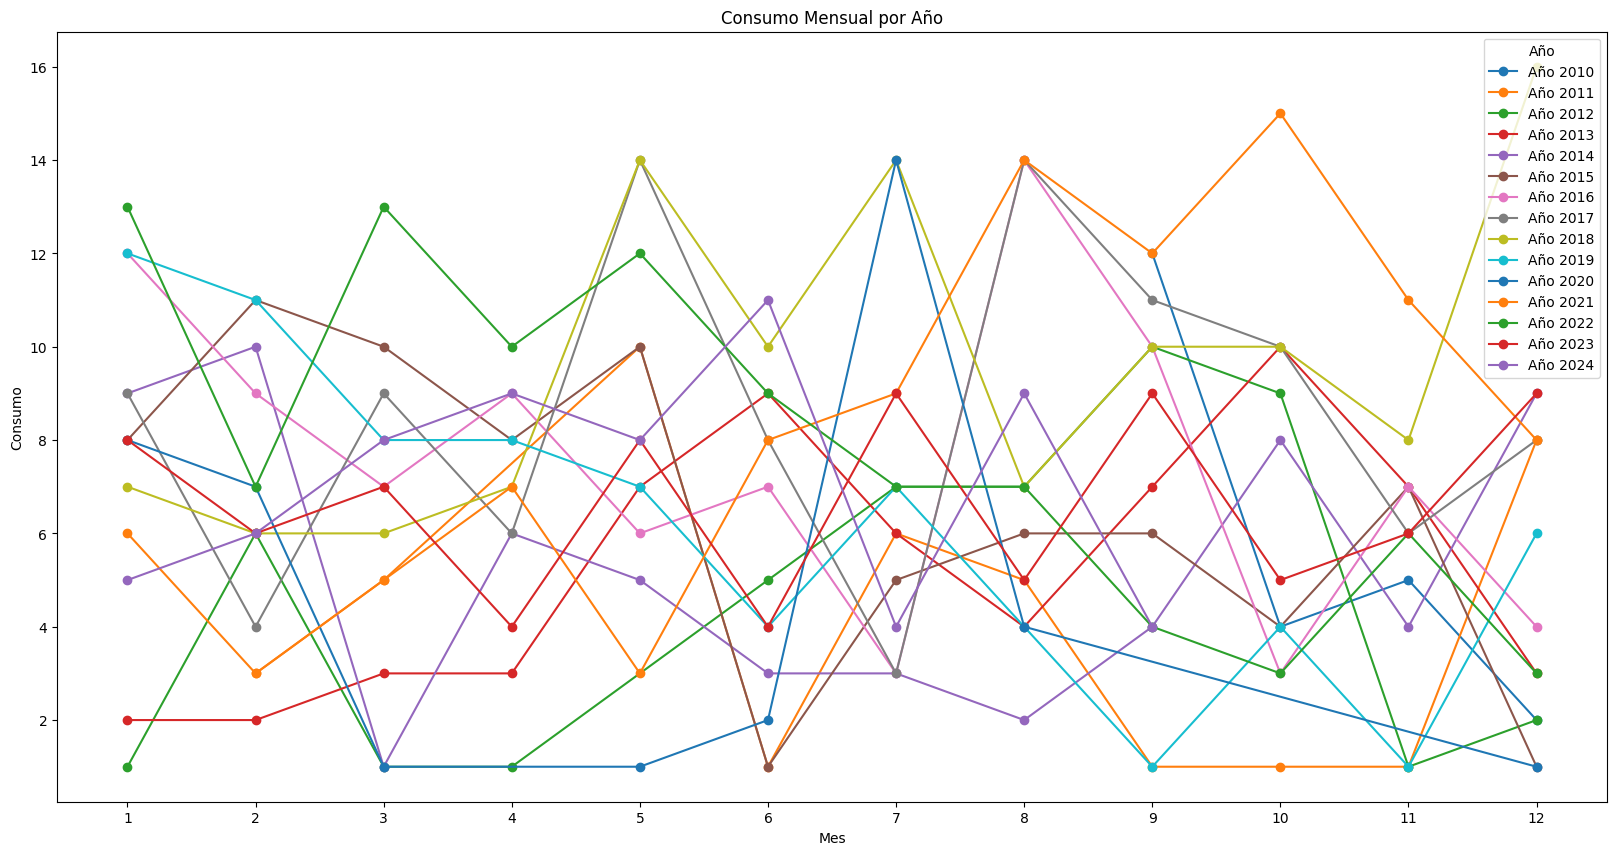 Consumo Mensual por Año
Consumo
16
14
12
10
8
6
4
2
1 2 3 4 5 6 7 8 9 10 11 12
Mes
Año
Año 2010
Año 2011
Año 2012
Año 2013
Año 2014
Año 2015
Año 2016
Año 2017
Año 2018
Año 2019
Año 2020
Año 2021
Año 2022
Año 2023
Año 2024